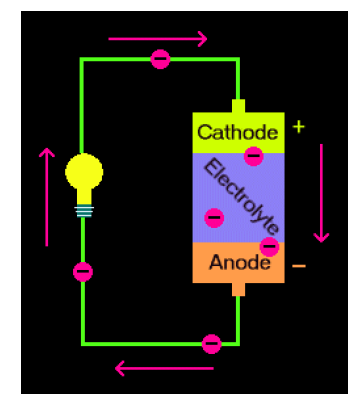 Cathode +
Electrolyte
Anode −